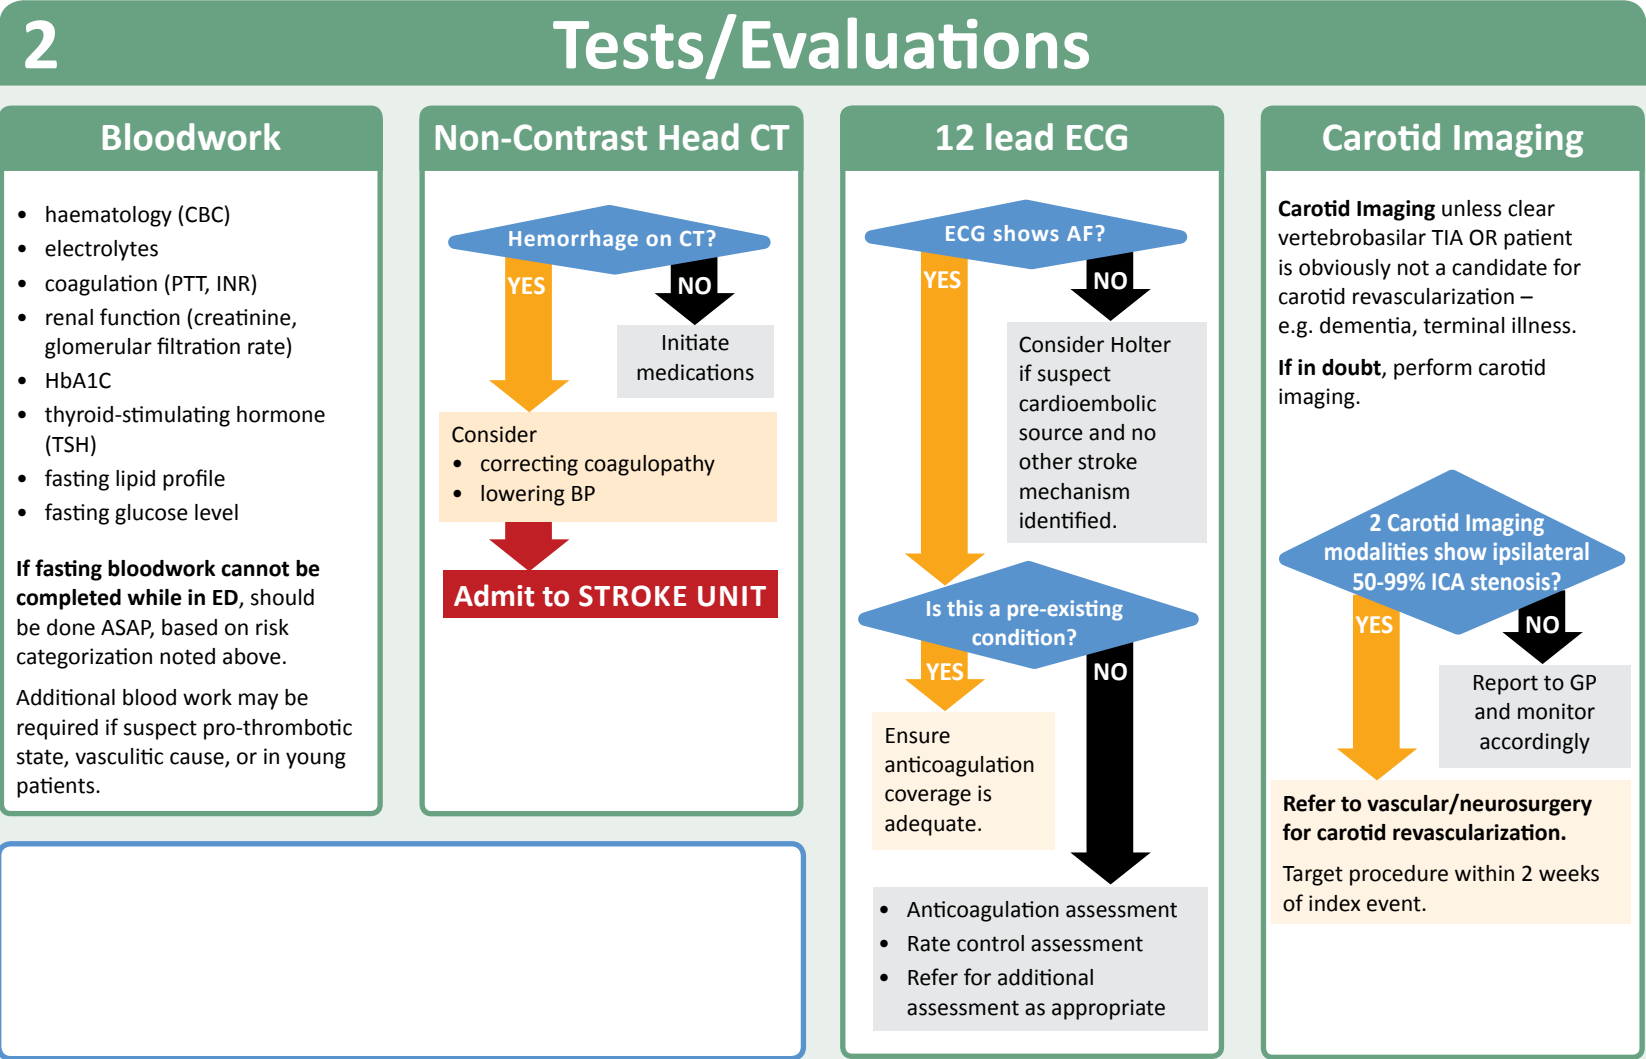 2
Tests/Evaluations
Bloodwork
• haematology (CBC)
• electrolytes
• coagulation (PTT, INR)
• renal function (creatinine,
glomerular filtration rate)
• HbA1C
• thyroid-stimulating hormone
(TSH)
• fasting lipid profile
• fasting glucose level
If fasting bloodwork cannot be
completed while in ED, should
be done ASAP, based on risk
categorization noted above.
Additional blood work may be
required if suspect pro-thrombotic
state, vasculitic cause, or in young
patients.
Non-Contrast Head CT
Hemorrhage on CT?
YES
NO
Initiate
medications
Consider
• correcting coagulopathy
• lowering BP
Admit to STROKE UNIT
12 lead ECG
ECG shows AF?
YES
NO
Consider Holter
if suspect
cardioembolic
source and no
other stroke
mechanism
identified.
Is this a pre-existing
condition?
YES
NO
Ensure
anticoagulation
coverage is
adequate.
• Anticoagulation assessment
• Rate control assessment
• Refer for additional
assessment as appropriate
Carotid Imaging
Carotid Imaging unless clear
vertebrobasilar TIA OR patient
is obviously not a candidate for
carotid revascularization –
e.g. dementia, terminal illness.
If in doubt, perform carotid
imaging.
2 Carotid Imaging
modalities show ipsilateral
50-99% ICA stenosis?
YES
NO
Report to GP
and monitor
accordingly
Refer to vascular/neurosurgery
for carotid revascularization.
Target procedure within 2 weeks
of index event.